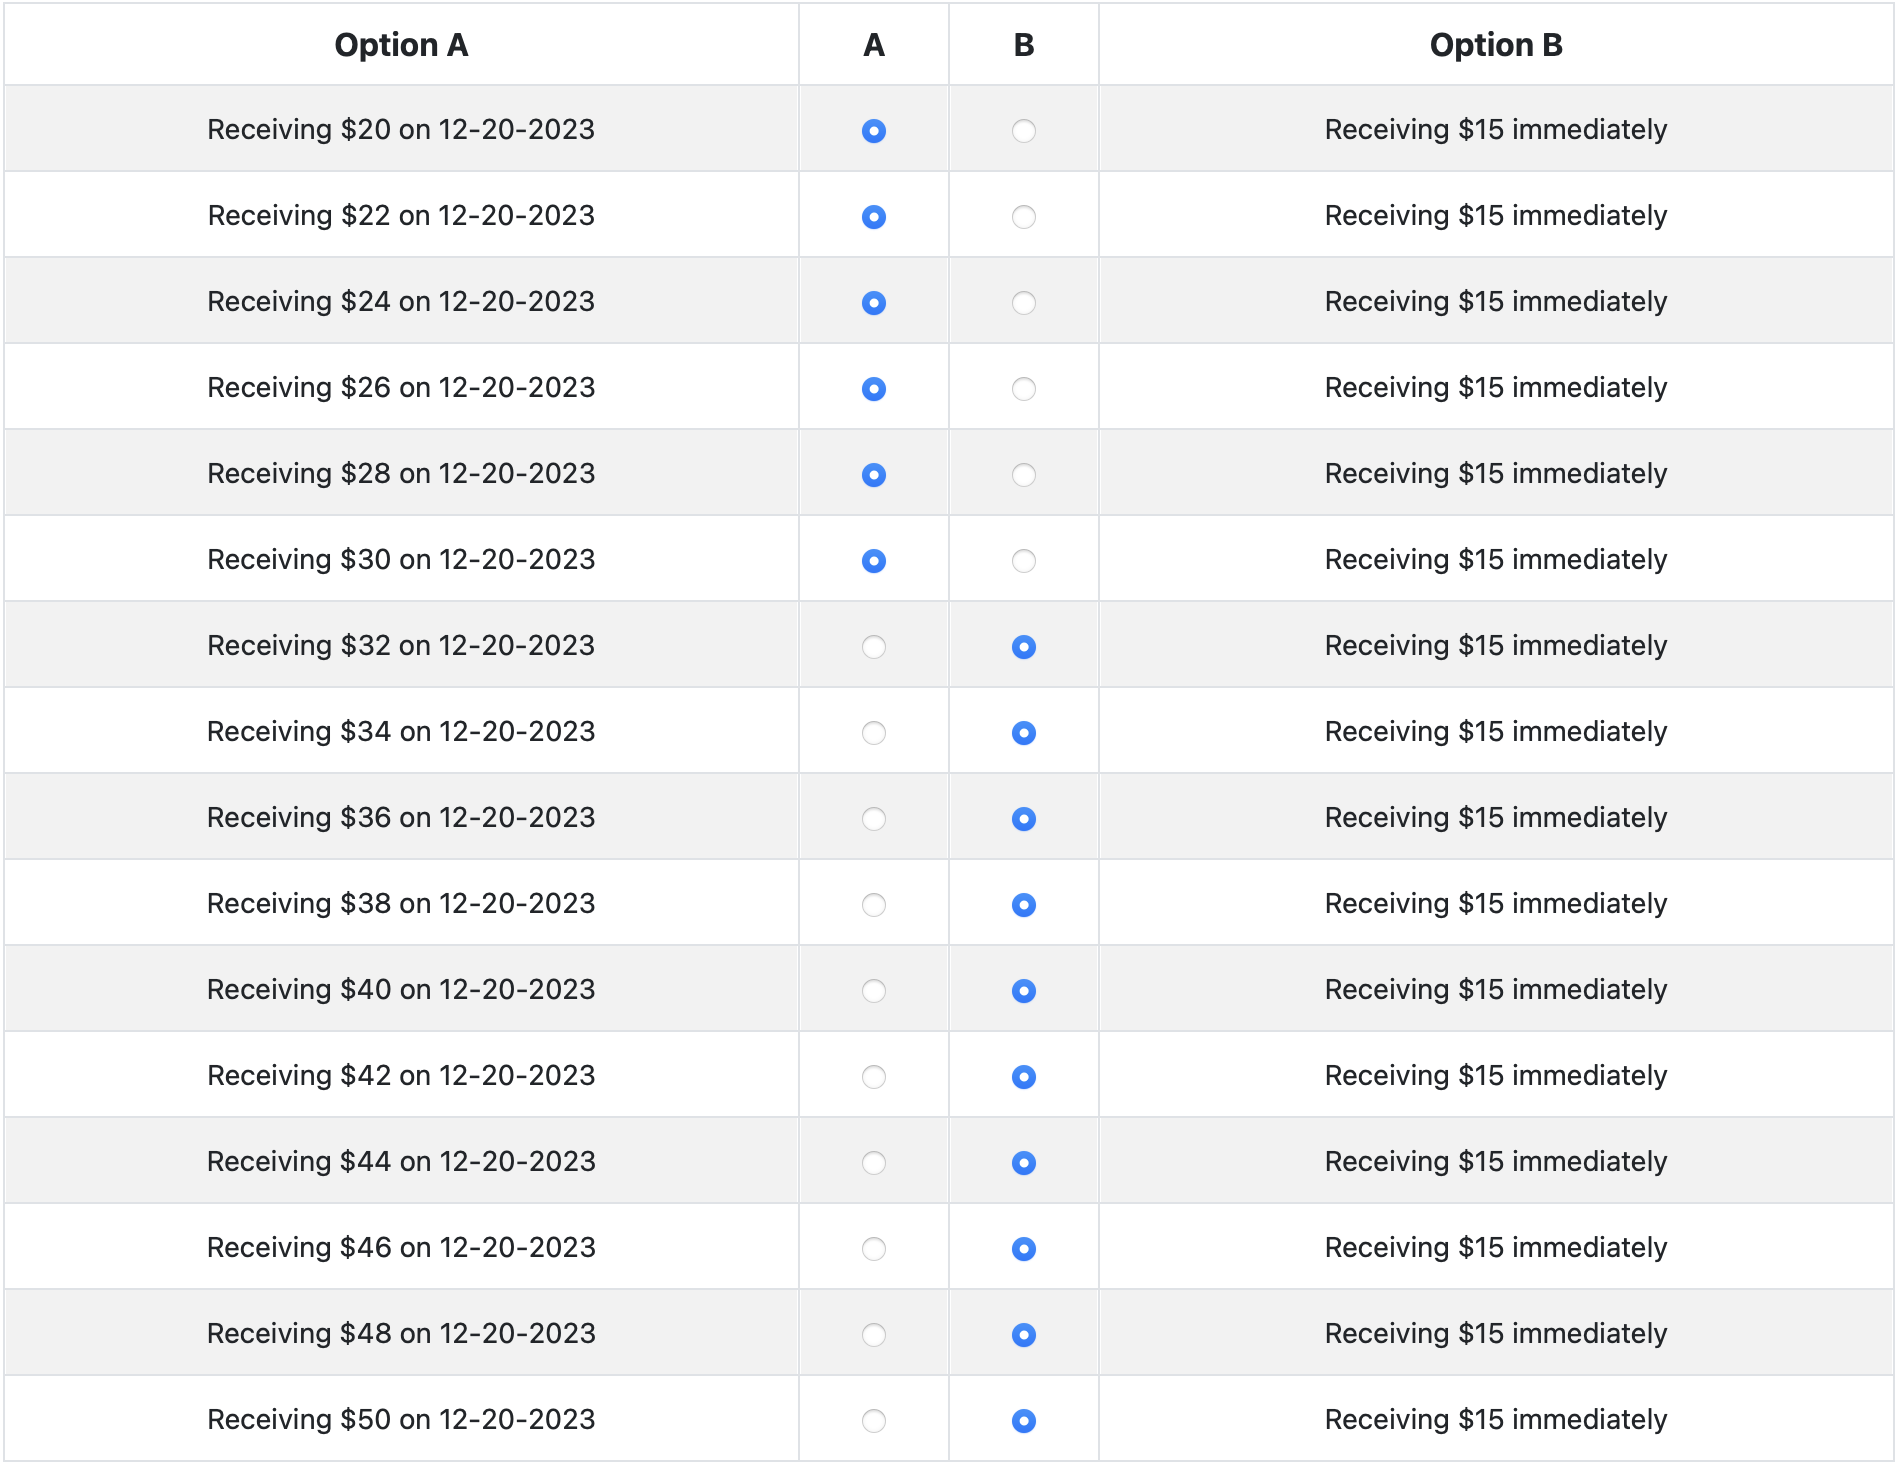 Option A A B Option B
Receiving $20 on 12-20-2023 Receiving $15 immediately
Receiving $22 on 12-20-2023 Receiving $15 immediately
Receiving $24 on 12-20-2023 Receiving $15 immediately
Receiving $26 on 12-20-2023 Receiving $15 immediately
Receiving $28 on 12-20-2023 Receiving $15 immediately
Receiving $30 on 12-20-2023 Receiving $15 immediately
Receiving $32 on 12-20-2023 Receiving $15 immediately
Receiving $34 on 12-20-2023 Receiving $15 immediately
Receiving $36 on 12-20-2023 Receiving $15 immediately
Receiving $38 on 12-20-2023 Receiving $15 immediately
Receiving $40 on 12-20-2023 Receiving $15 immediately
Receiving $42 on 12-20-2023 Receiving $15 immediately
Receiving $44 on 12-20-2023 Receiving $15 immediately
Receiving $46 on 12-20-2023 Receiving $15 immediately
Receiving $48 on 12-20-2023 Receiving $15 immediately
Receiving $50 on 12-20-2023 Receiving $15 immediately